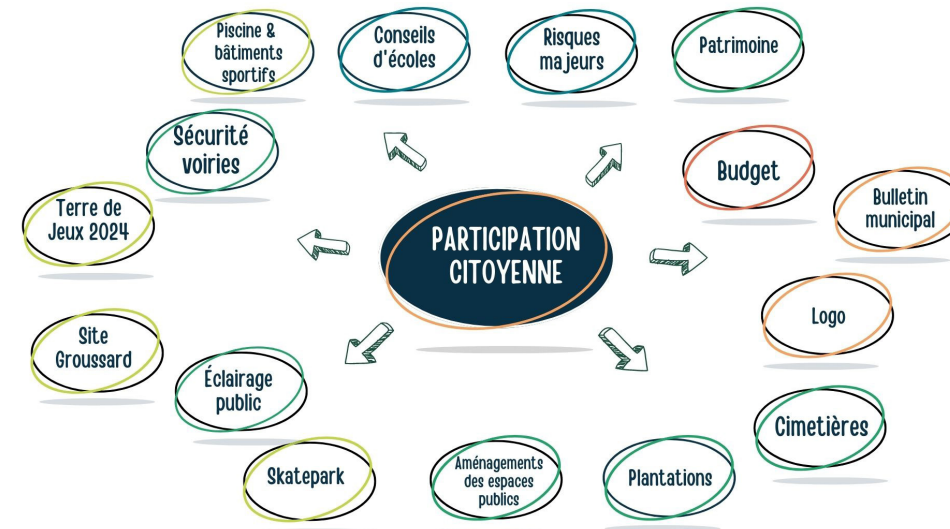 Piscine &
bâtiments
sportifs
Conseils
d'écoles
Risques
majeurs
Patrimoine
Sécurité
voiries
Budget
Terre de
Jeux 2024
Bulletin
municipal
PARTICIPATION
CITOYENNE
Logo
Site
Groussard
Éclairage
public
Cimetières
Skatepark
Aménagements
des espaces
publics
Plantations